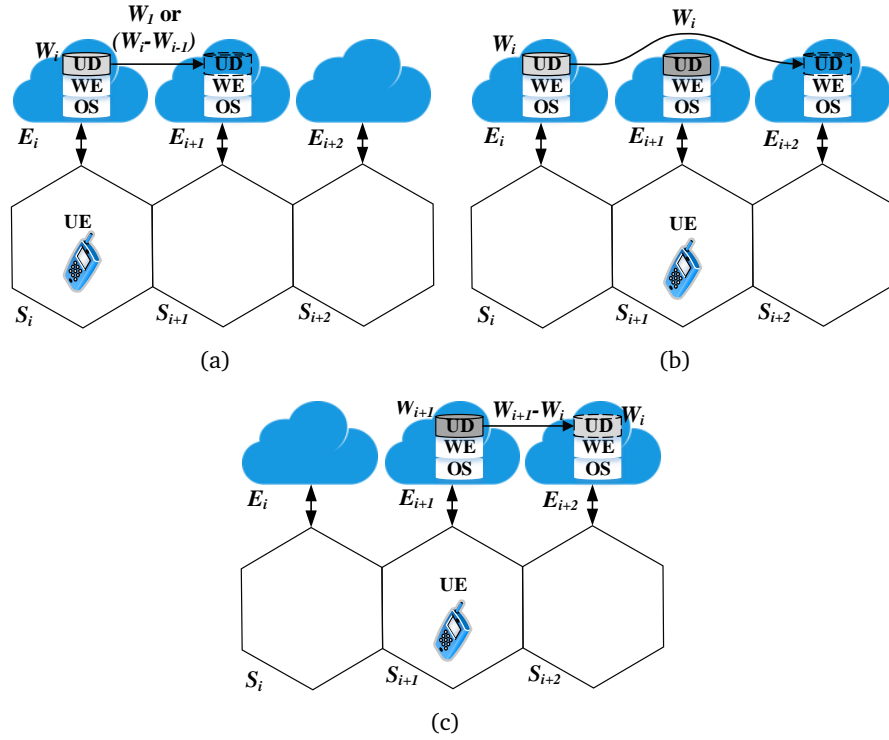 W₁ or
(Wᵢ-Wᵢ₋₁)
Wᵢ
UD
UD
WE
WE
OS
OS
Eᵢ
Eᵢ₊₁
Eᵢ₊₂
UE
Sᵢ
Sᵢ₊₁
Sᵢ₊₂
(a)
Wᵢ
Wᵢ
UD
UD
UD
WE
WE
WE
OS
OS
OS
Eᵢ
Eᵢ₊₁
Eᵢ₊₂
UE
Sᵢ
Sᵢ₊₁
Sᵢ₊₂
(b)
Wᵢ₊₁
Wᵢ₊₁-Wᵢ
Wᵢ
UD
UD
WE
WE
OS
OS
Eᵢ
Eᵢ₊₁
Eᵢ₊₂
UE
Sᵢ
Sᵢ₊₁
Sᵢ₊₂
(c)